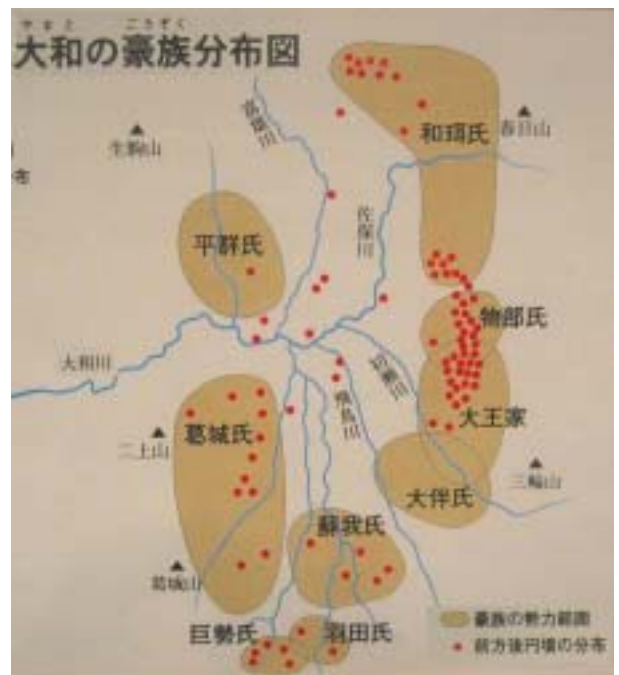 やまと ごうぞく
大和の豪族分布図
富雄川
和珥氏
春日山
生駒山
布
佐保川
平群氏
物部氏
大和川
初瀬川
飛鳥川
大王家
葛城氏
二上山
大伴氏
三輪山
蘇我氏
葛城山
巨勢氏
羽田氏
豪族の勢力範囲
前方後円墳の分布